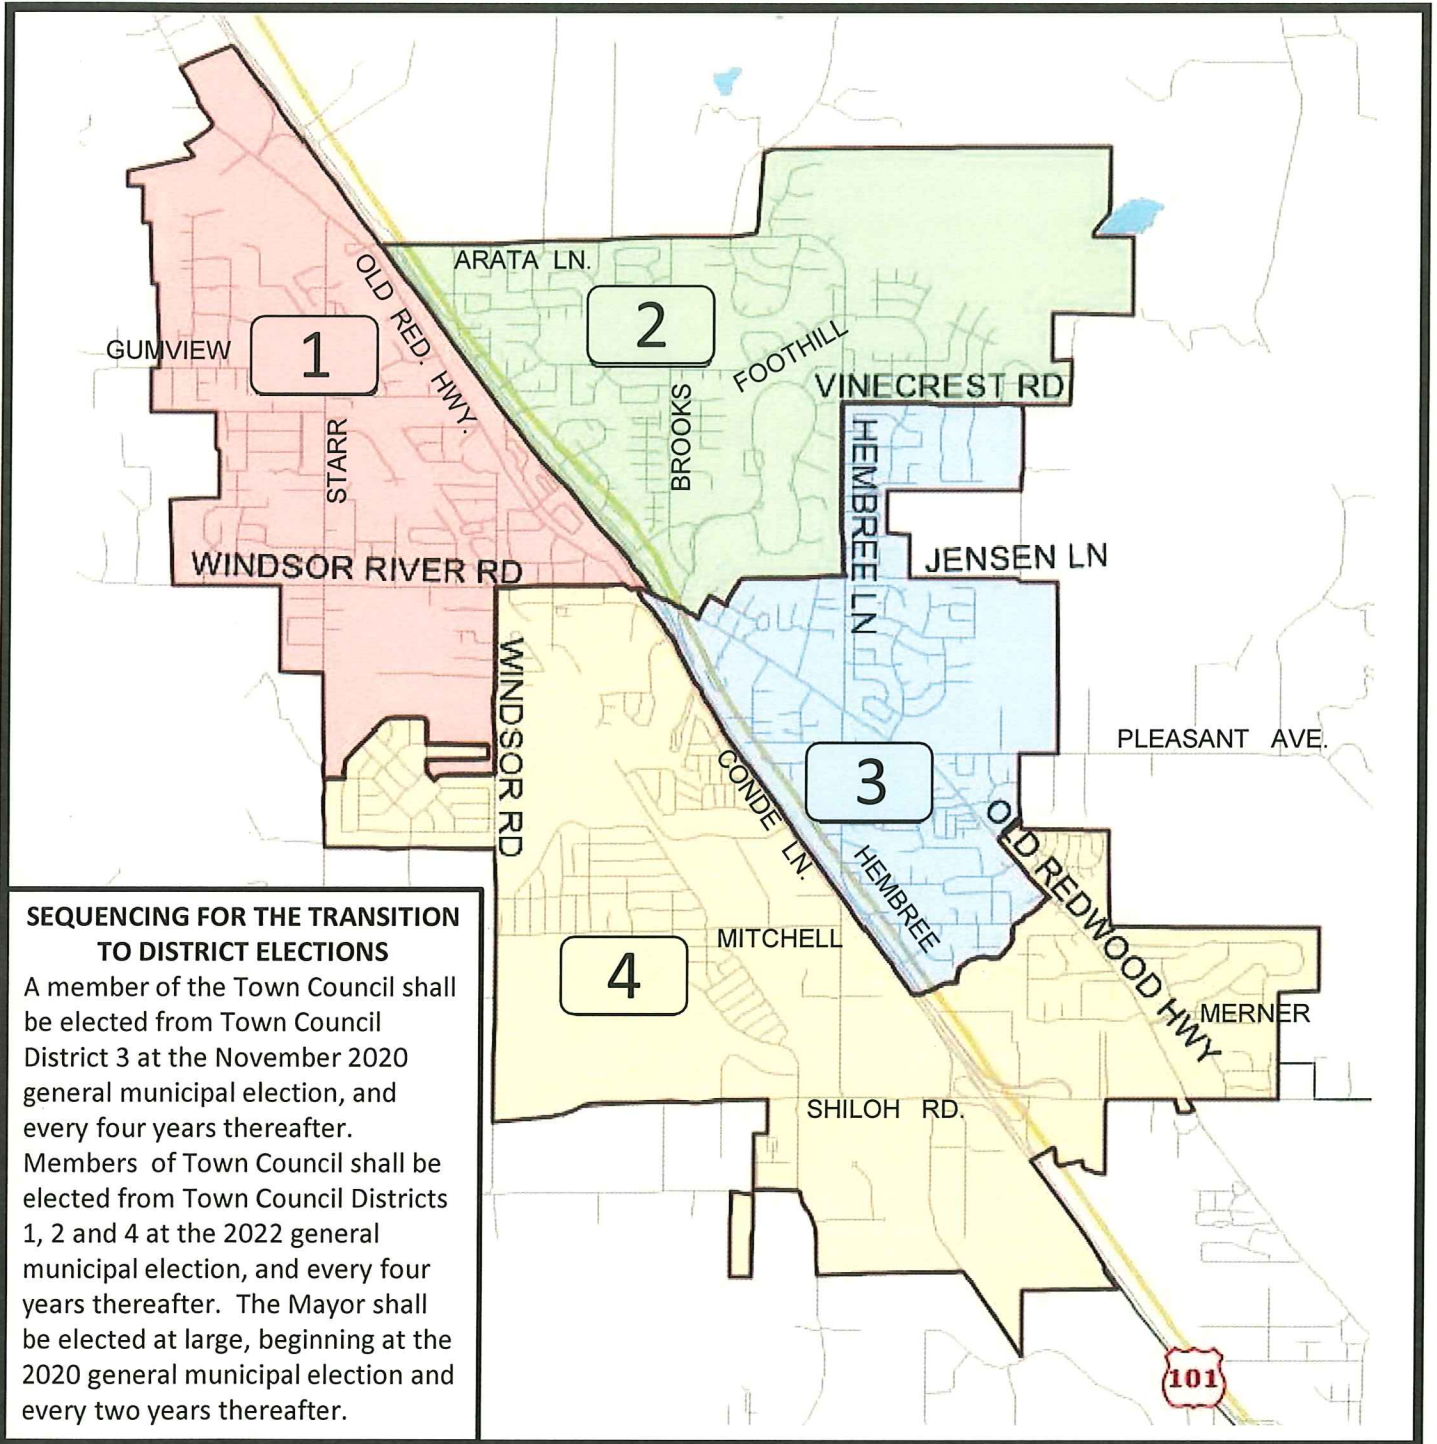 ARATA LN.
OLD RED. HWY.
2
1
GUMVIEW
FOOTHILL
VINECREST RD
BROOKS
STARR
HEMBREE LN
WINDSOR RIVER RD
JENSEN LN
WINDSOR RD
PLEASANT AVE.
3
CONDE LN.
OLD REDWOOD HWY
HEMBREE
MITCHELL
4
MERNER
SHILOH RD.
101
SEQUENCING FOR THE TRANSITION
TO DISTRICT ELECTIONS
A member of the Town Council shall
be elected from Town Council
District 3 at the November 2020
general municipal election, and
every four years thereafter.
Members of Town Council shall be
elected from Town Council Districts
1, 2 and 4 at the 2022 general
municipal election, and every four
years thereafter. The Mayor shall
be elected at large, beginning at the
2020 general municipal election and
every two years thereafter.